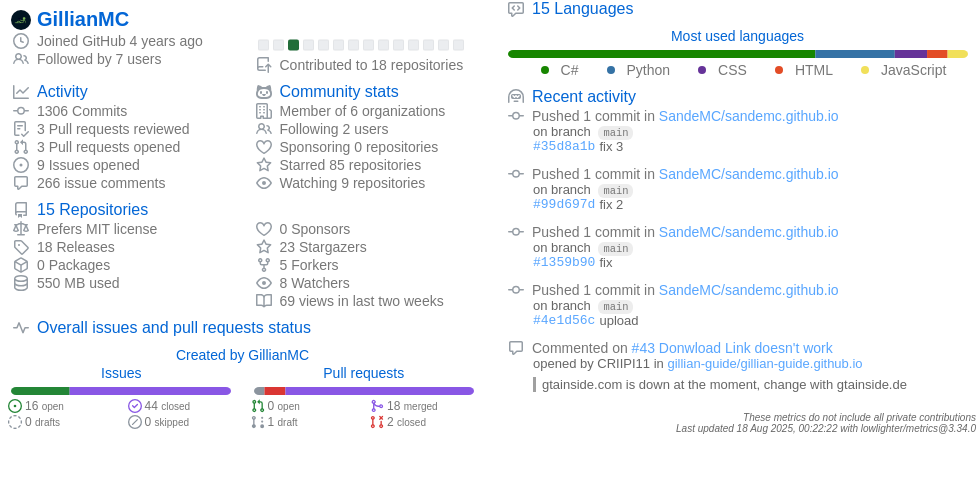 GillianMC
Joined GitHub 4 years ago
Followed by 7 users
Contributed to 18 repositories
Activity
1306 Commits
3 Pull requests reviewed
3 Pull requests opened
9 Issues opened
266 issue comments
Community stats
Member of 6 organizations
Following 2 users
Sponsoring 0 repositories
Starred 85 repositories
Watching 9 repositories
15 Repositories
Prefers MIT license
18 Releases
0 Packages
550 MB used
0 Sponsors
23 Stargazers
5 Forkers
8 Watchers
69 views in last two weeks
Overall issues and pull requests status
Created by GillianMC
Issues
16 open
44 closed
0 drafts
0 skipped
Pull requests
0 open
18 merged
1 draft
2 closed
15 Languages
Most used languages
C# Python CSS HTML JavaScript
Recent activity
Pushed 1 commit in SandeMC/sandemc.github.io
on branch main
#35d8a1b fix 3
Pushed 1 commit in SandeMC/sandemc.github.io
on branch main
#99d697d fix 2
Pushed 1 commit in SandeMC/sandemc.github.io
on branch main
#1359b90 fix
Pushed 1 commit in SandeMC/sandemc.github.io
on branch main
#4e1d56c upload
Commented on #43 Donwload Link doesn't work
opened by CRIIPI11 in gillian-guide/gillian-guide.github.io
gtainside.com is down at the moment, change with gtainside.de
These metrics do not include all private contributions
Last updated 18 Aug 2025, 00:22:22 with lowlighter/metrics@3.34.0